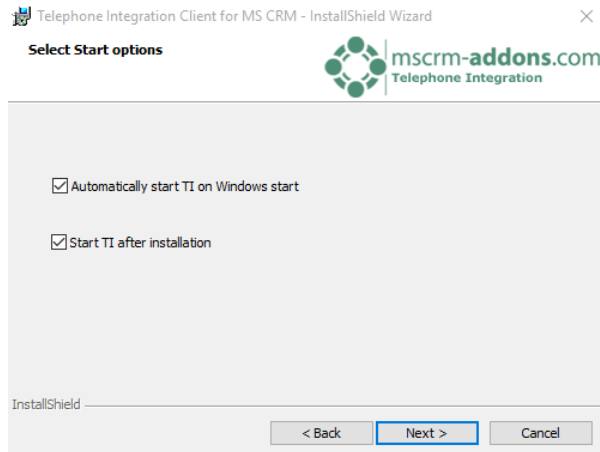 Telephone Integration Client for MS CRM - InstallShield Wizard
Select Start options
mscrm-addons.com
Telephone Integration
Automatically start TI on Windows start
Start TI after installation
InstallShield
< Back Next > Cancel